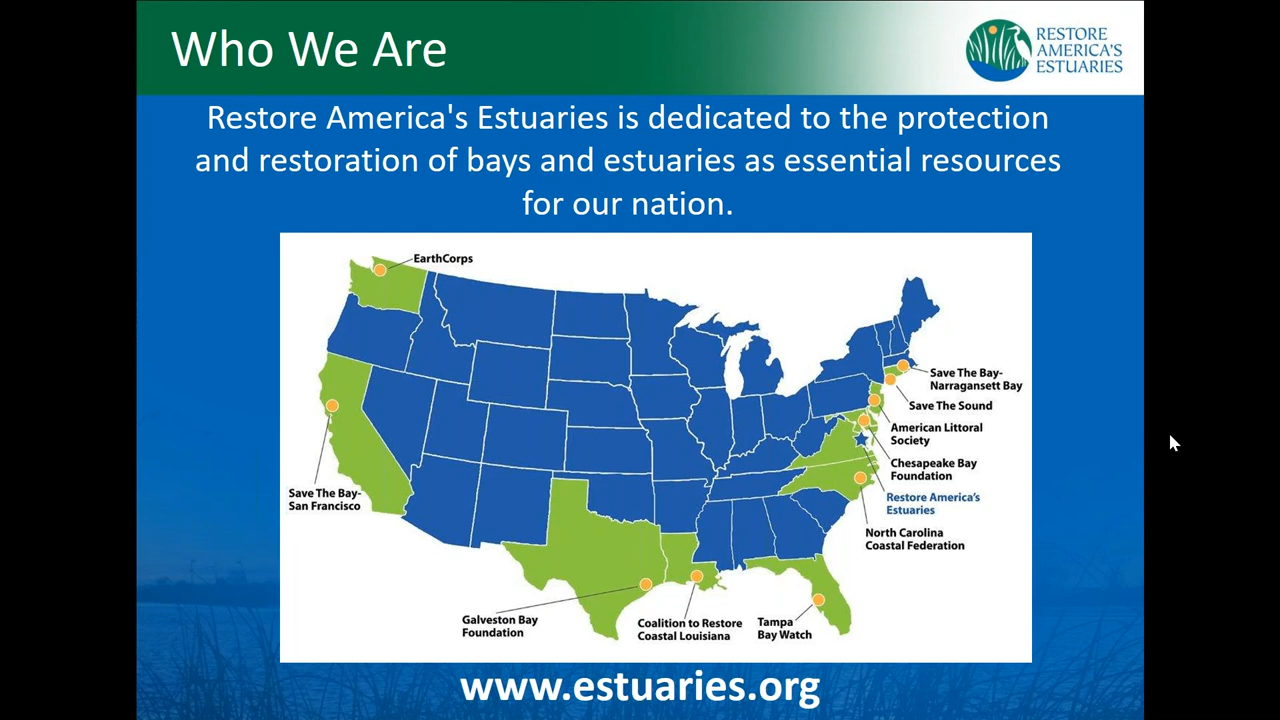 Who We Are
RESTORE
AMERICA'S
ESTUARIES
Restore America's Estuaries is dedicated to the protection
and restoration of bays and estuaries as essential resources
for our nation.
EarthCorps
Save The Bay-
Narragansett Bay
Save The Sound
American Littoral
Society
Chesapeake Bay
Foundation
Restore America's
Estuaries
North Carolina
Coastal Federation
Save The Bay-
San Francisco
Galveston Bay
Foundation
Coalition to Restore
Coastal Louisiana
Tampa
Bay Watch
www.estuaries.org